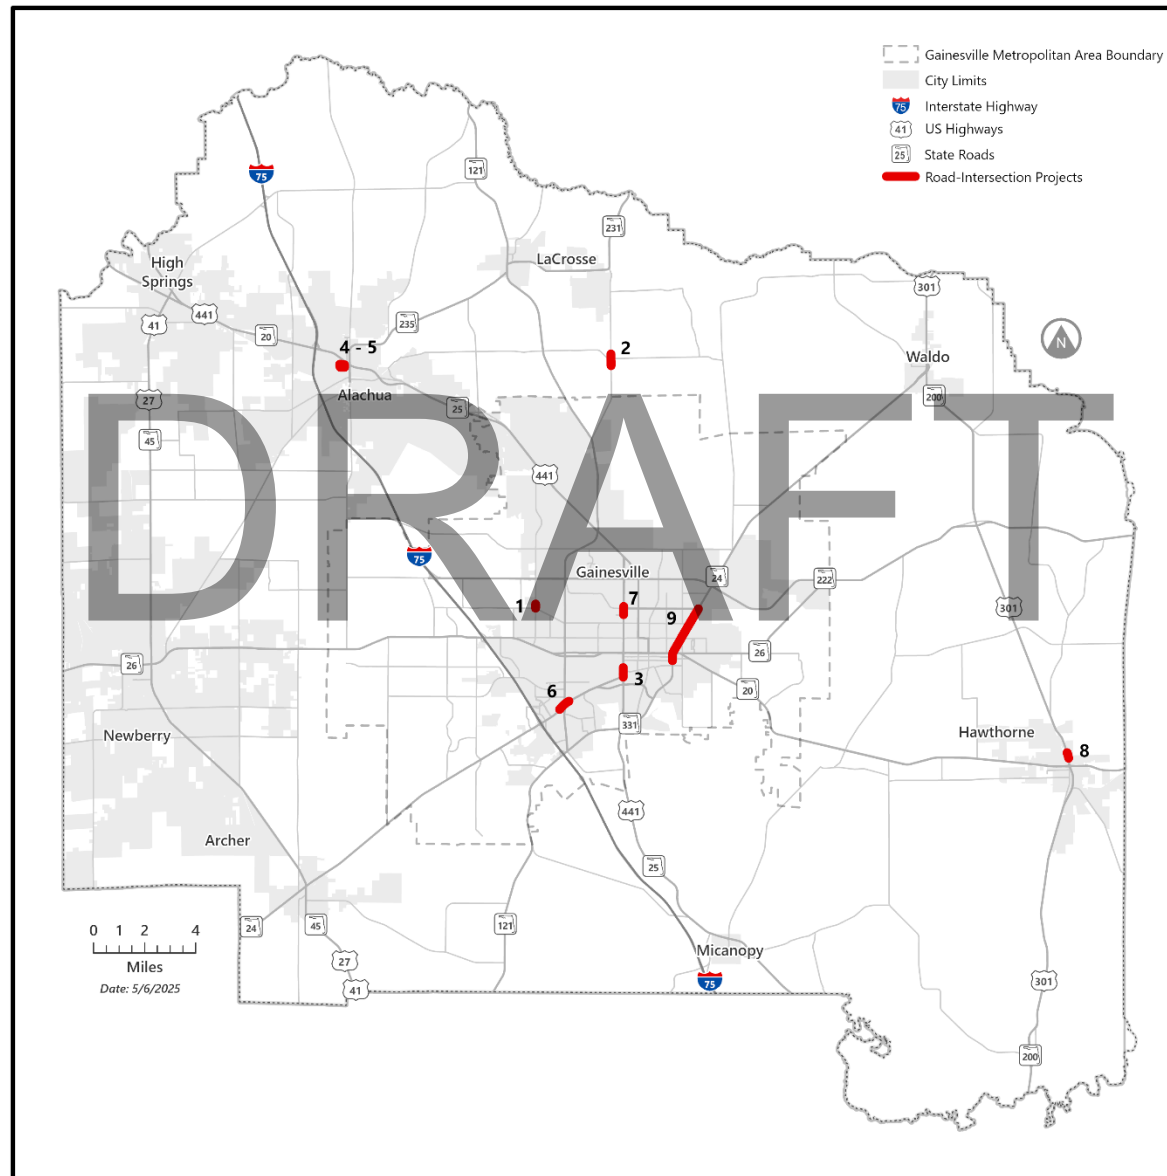 Gainesville Metropolitan Area Boundary
City Limits
75 Interstate Highway
41 US Highways
25 State Roads
Road-Intersection Projects
75
121
231
LaCrosse
High
Springs
301
441
41
235
20
4 - 5
2
N
Waldo
Alachua
200
27
25
45
DRAFT
441
75
Gainesville
24
222
1
7
301
9
26
26
3
20
6
331
Newberry
Hawthorne
8
441
Archer
25
24
45
121
0 1 2 4
Miles
Date: 5/6/2025
Micanopy
27
75
301
41
200